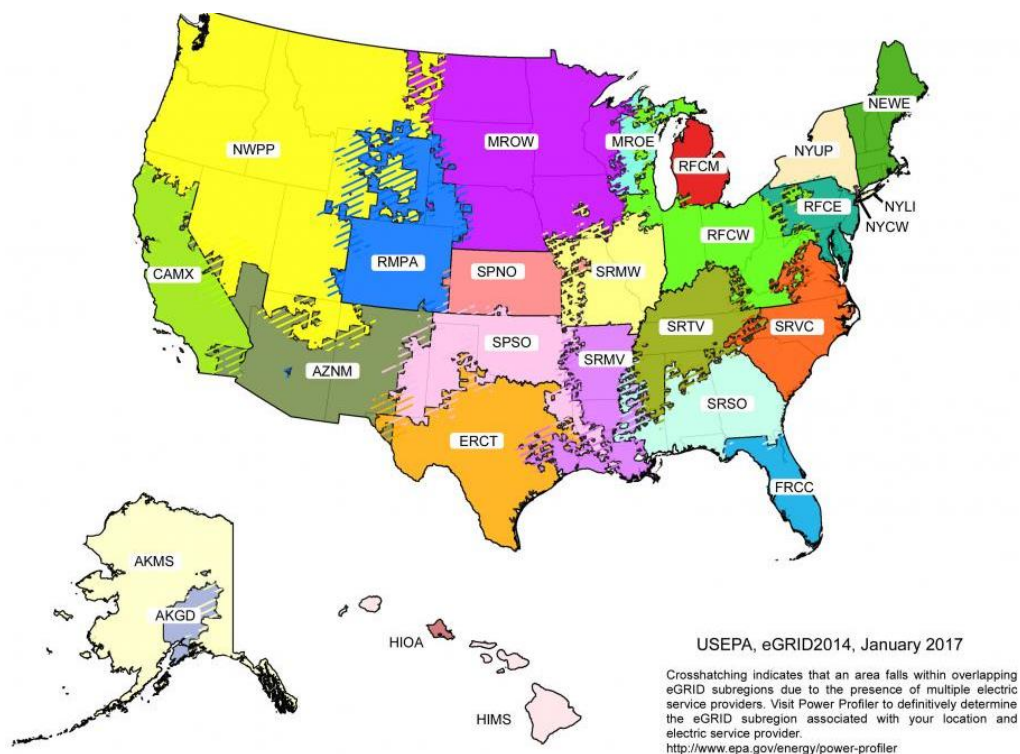 NEWE
NWPP
MROW
MROE
NYUP
RFCM
NYLI
RFCE
NYCW
RFCW
CAMX
RMPA
SPNO
SRMW
SRTV
SRVC
SPSO
AZNM
SRMV
SRSO
ERCT
FRCC
AKMS
AKGD
HIOA
HIMS
USEPA, eGRID2014, January 2017
Crosshatching indicates that an area falls within overlapping
eGRID subregions due to the presence of multiple electric
service providers. Visit Power Profiler to definitively determine
the eGRID subregion associated with your location and
electric service provider.
http://www.epa.gov/energy/power-profiler